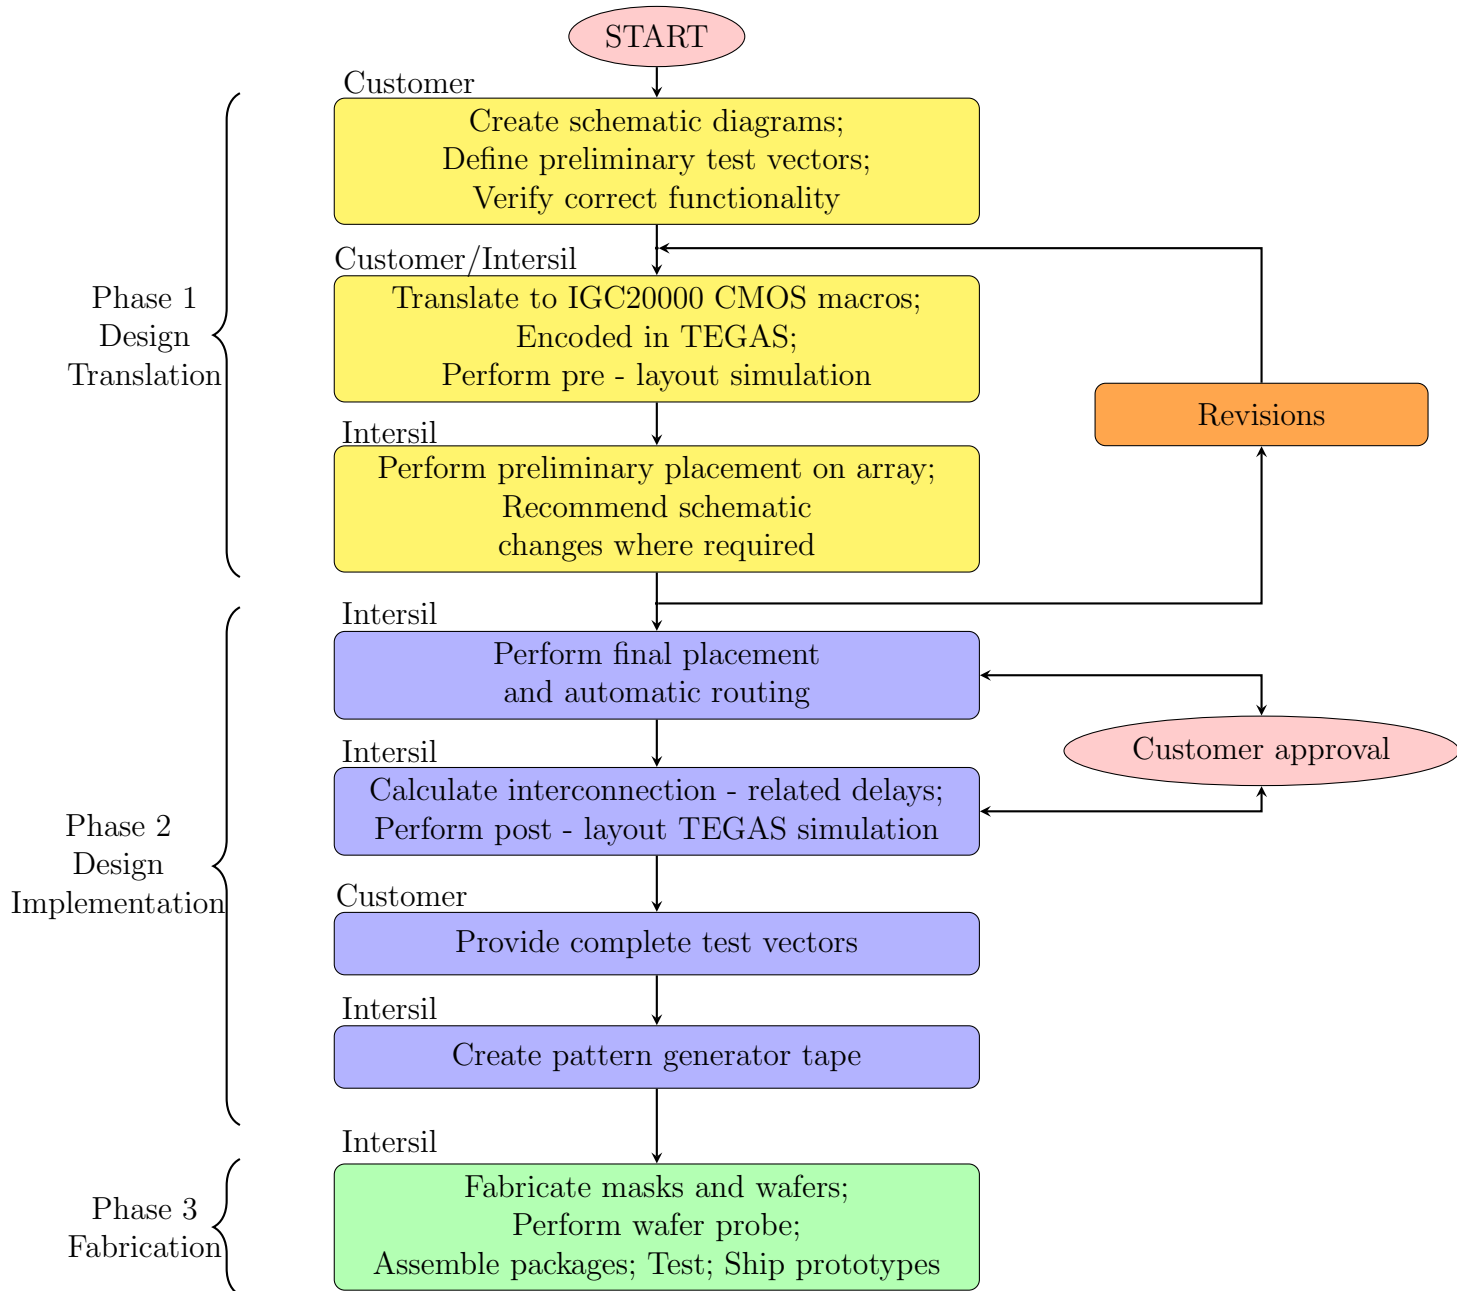 START
Customer
Create schematic diagrams;
Define preliminary test vectors;
Verify correct functionality
Customer/Intersil
Translate to IGC20000 CMOS macros;
Encoded in TEGAS;
Perform pre - layout simulation
Phase 1
Design
Translation
Revisions
Intersil
Perform preliminary placement on array;
Recommend schematic
changes where required
Intersil
Perform final placement
and automatic routing
Customer approval
Intersil
Calculate interconnection - related delays;
Perform post - layout TEGAS simulation
Phase 2
Design
Implementation
Customer
Provide complete test vectors
Intersil
Create pattern generator tape
Intersil
Fabricate masks and wafers;
Perform wafer probe;
Assemble packages; Test; Ship prototypes
Phase 3
Fabrication